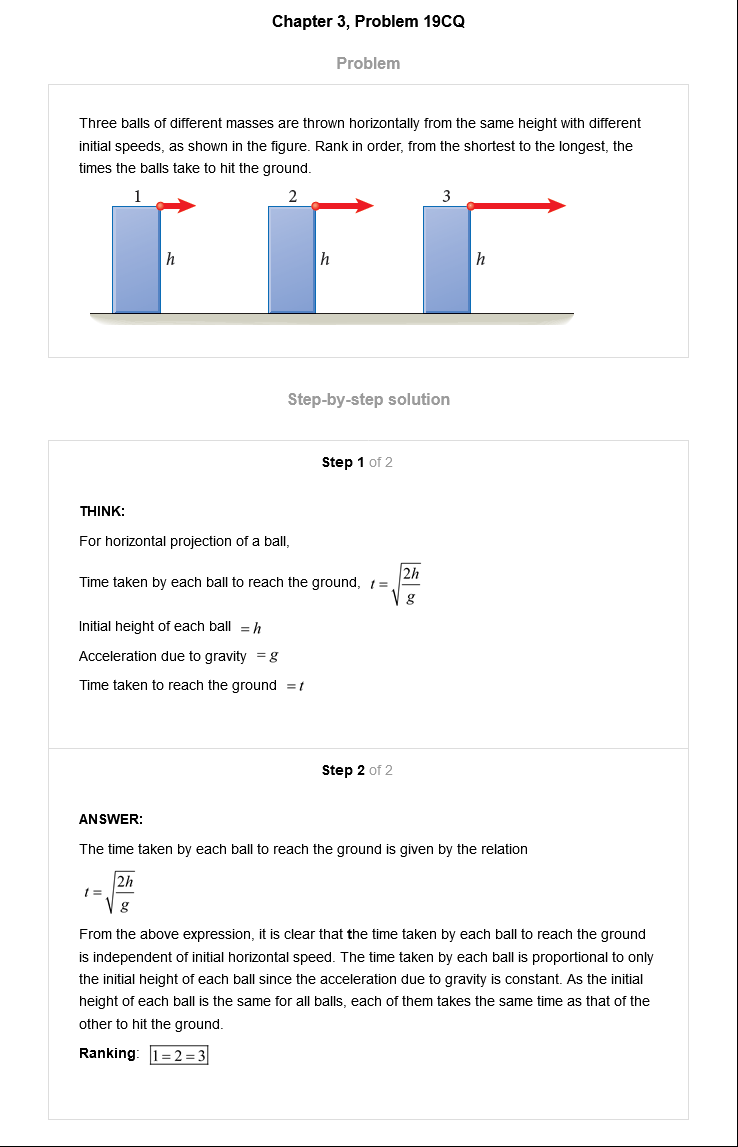 Chapter 3, Problem 19CQ
Problem
Three balls of different masses are thrown horizontally from the same height with different
initial speeds, as shown in the figure. Rank in order, from the shortest to the longest, the
times the balls take to hit the ground.
1 2 3
h h h
Step-by-step solution
Step 1 of 2
THINK:
For horizontal projection of a ball,
Time taken by each ball to reach the ground, t = √(2h/g)
Initial height of each ball = h
Acceleration due to gravity = g
Time taken to reach the ground = t
Step 2 of 2
ANSWER:
The time taken by each ball to reach the ground is given by the relation
t = √(2h/g)
From the above expression, it is clear that the time taken by each ball to reach the ground
is independent of initial horizontal speed. The time taken by each ball is proportional to only
the initial height of each ball since the acceleration due to gravity is constant. As the initial
height of each ball is the same for all balls, each of them takes the same time as that of the
other to hit the ground.
Ranking: 1 = 2 = 3